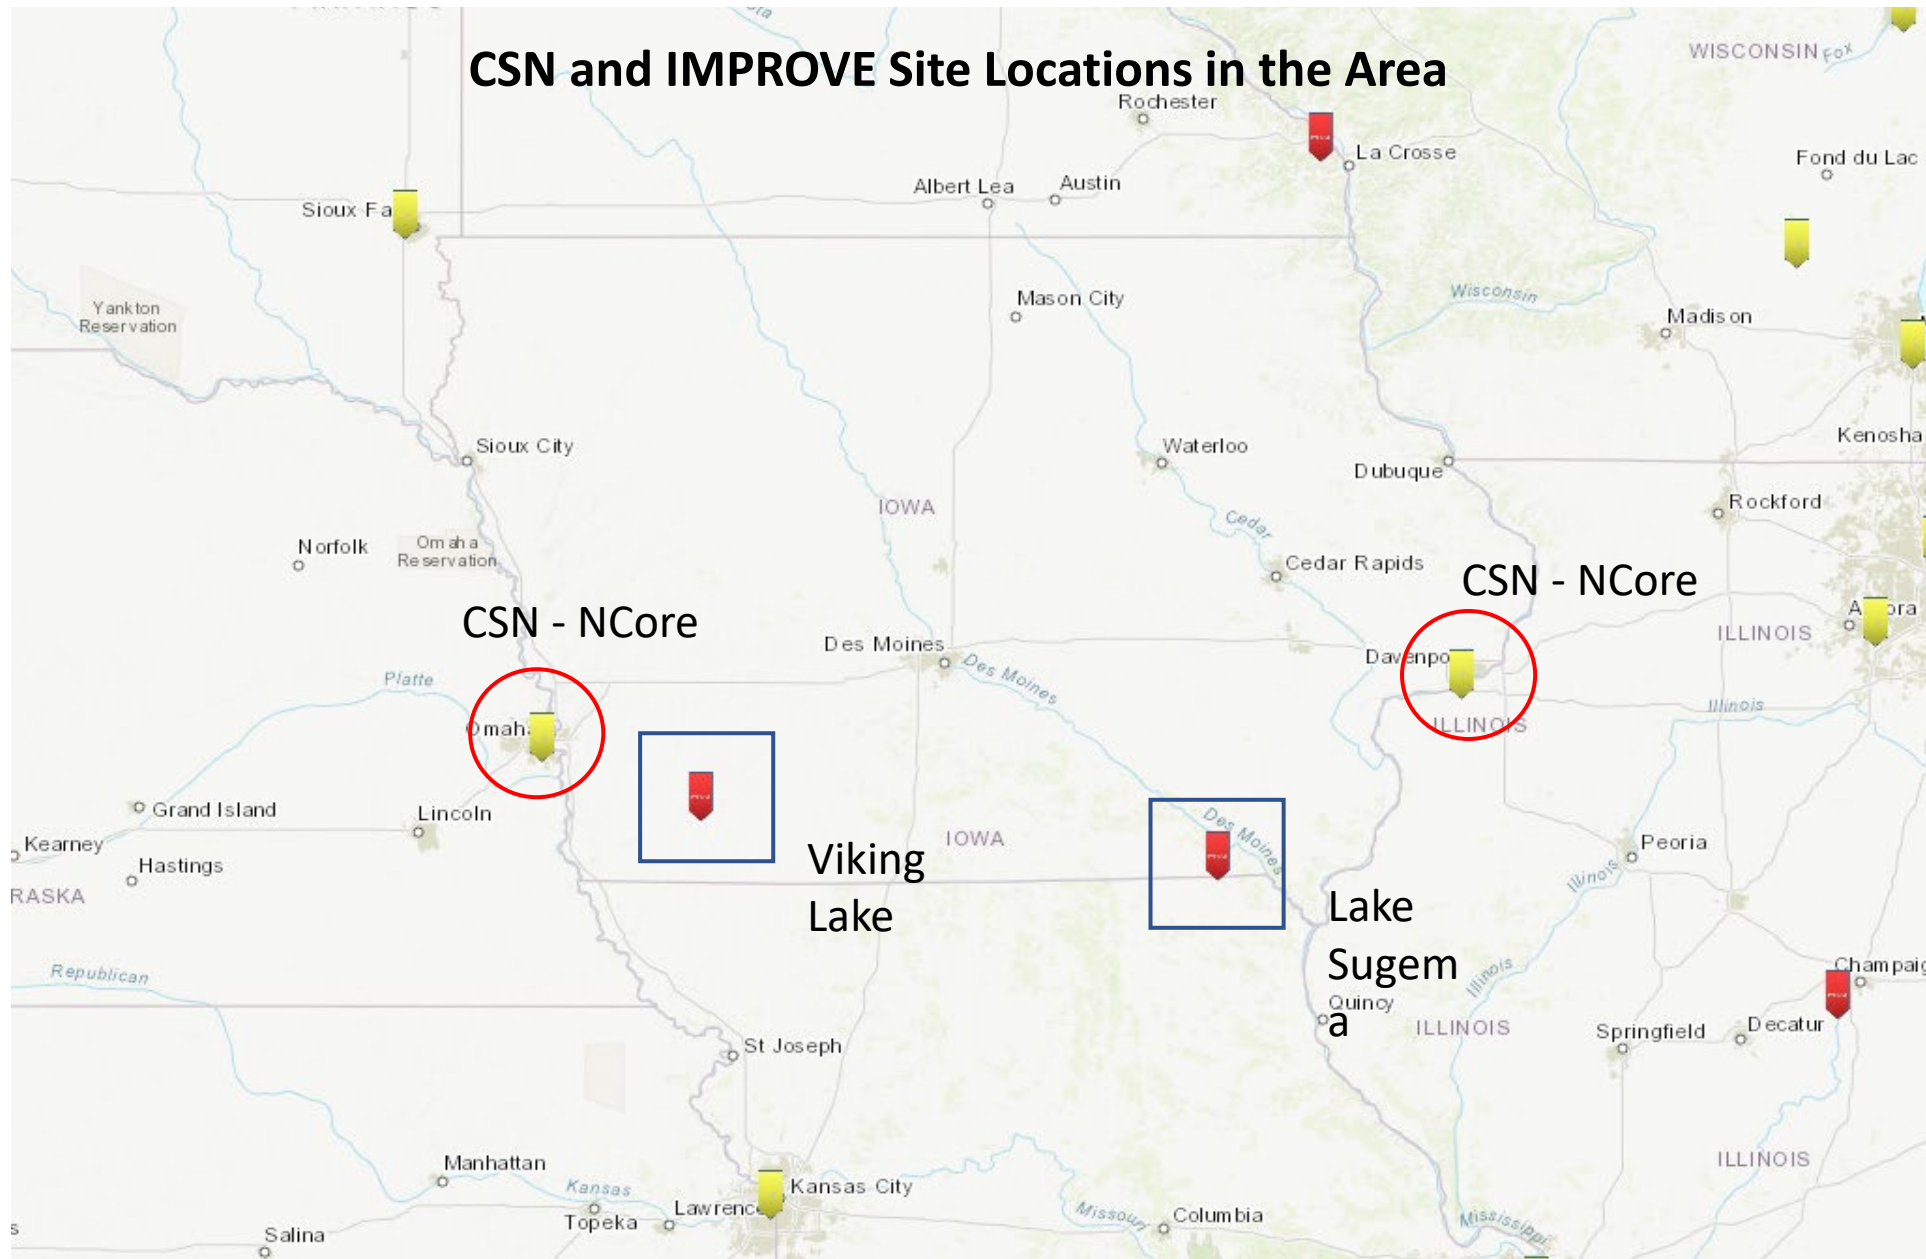 CSN and IMPROVE Site Locations in the Area
WISCONSIN
Fox
Rochester
La Crosse
Fond du Lac
Albert Lea
Austin
Sioux Fa
Yankton
Reservation
Mason City
Wisconsin
Madison
Sioux City
Waterloo
Dubuque
Kenosha
IOWA
Rockford
Cedar
Norfolk
Omaha
Reservation
Cedar Rapids
CSN - NCore
CSN - NCore
A
ora
ILLINOIS
Des Moines
Davenpo
Des Moines
Platte
Illinois
Omah
ILLINOIS
Grand Island
Lincoln
Kearney
Hastings
RASKA
IOWA
Des Moines
Peoria
Illinois
Viking
Lake
Lake
Sugem
a
Quincy
Republican
Illinois
Champaig
ILLINOIS
Springfield
Decatur
St Joseph
Manhattan
Kansas
Kansas City
ILLINOIS
Topeka
Lawrenc
Missouri
Columbia
Mississippi
Salina